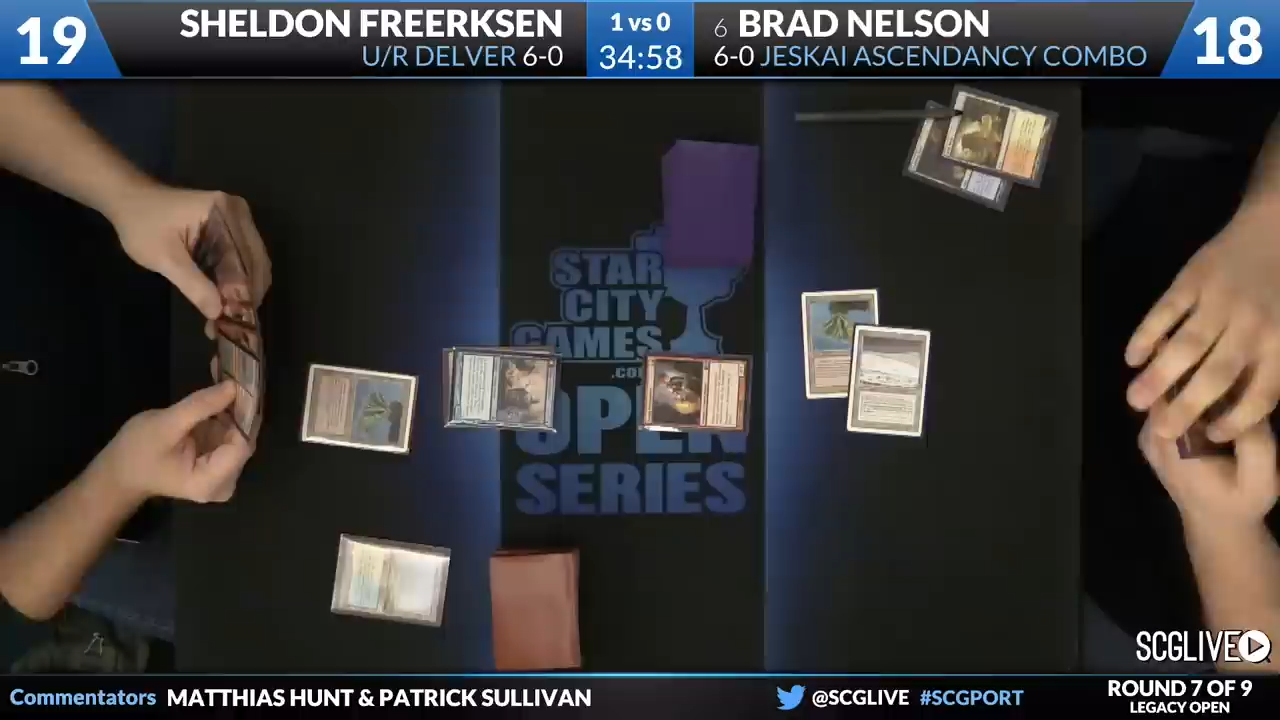 19
SHELDON FREERKSEN
U/R DELVER 6-0
1 vs 0
34:58
6 BRAD NELSON
6-0 JESKAI ASCENDANCY COMBO
18
STAR
CITY
GAMES
.CO
OPEN
SERIES
SCGLIVE
Commentators MATTHIAS HUNT & PATRICK SULLIVAN
@SCGLIVE #SCGPORT
ROUND 7 OF 9
LEGACY OPEN